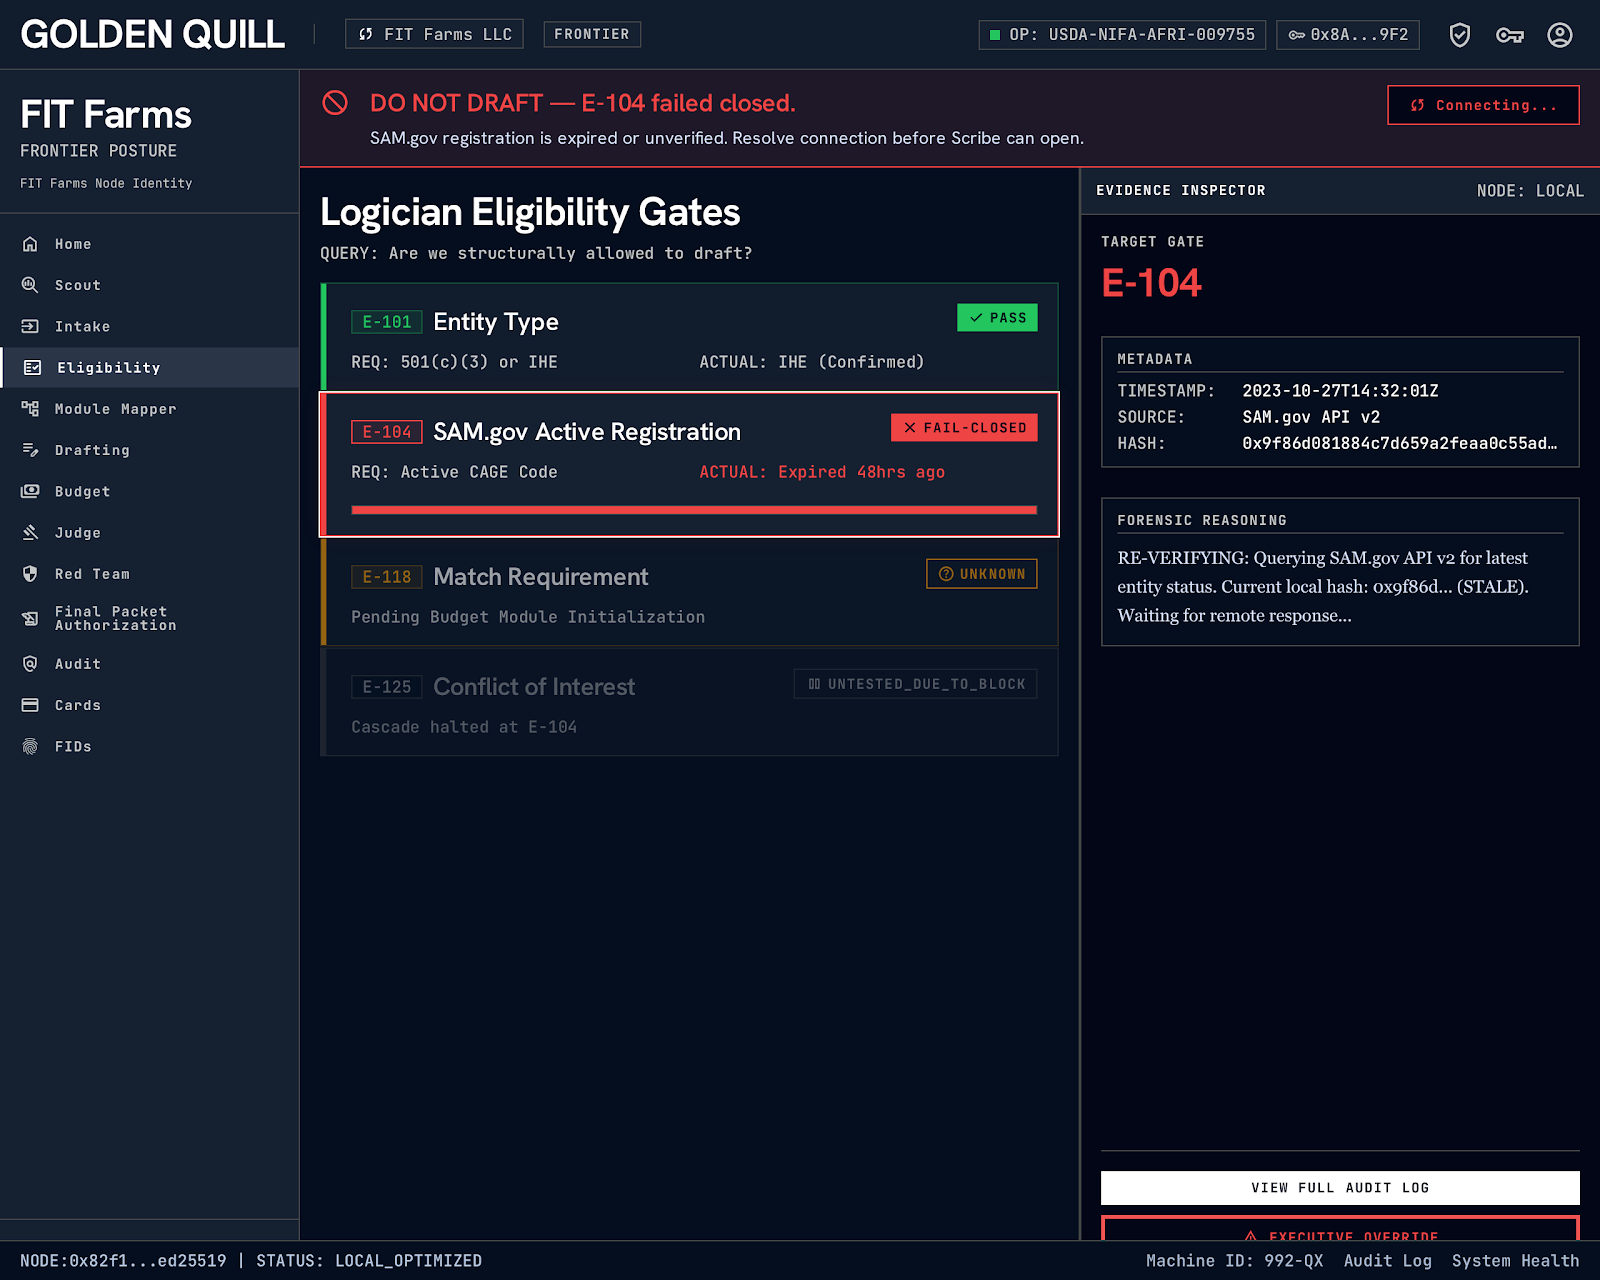 GOLDEN QUILL
FIT Farms LLC
FRONTIER
OP: USDA-NIFA-AFRI-009755
0x8A...9F2
FIT Farms
FRONTIER POSTURE
FIT Farms Node Identity
Home
Scout
Intake
Eligibility
Module Mapper
Drafting
Budget
Judge
Red Team
Final Packet
Authorization
Audit
Cards
FIDs
DO NOT DRAFT — E-104 failed closed.
SAM.gov registration is expired or unverified. Resolve connection before Scribe can open.
Connecting...
Logician Eligibility Gates
QUERY: Are we structurally allowed to draft?
E-101 Entity Type
PASS
REQ: 501(c)(3) or IHE
ACTUAL: IHE (Confirmed)
E-104 SAM.gov Active Registration
FAIL-CLOSED
REQ: Active CAGE Code
ACTUAL: Expired 48hrs ago
E-118 Match Requirement
UNKNOWN
Pending Budget Module Initialization
E-125 Conflict of Interest
UNTESTED_DUE_TO_BLOCK
Cascade halted at E-104
EVIDENCE INSPECTOR
NODE: LOCAL
TARGET GATE
E-104
METADATA
TIMESTAMP: 2023-10-27T14:32:01Z
SOURCE: SAM.gov API v2
HASH: 0x9f86d081884c7d659a2feaa0c55ad…
FORENSIC REASONING
RE-VERIFYING: Querying SAM.gov API v2 for latest
entity status. Current local hash: 0x9f86d... (STALE).
Waiting for remote response...
VIEW FULL AUDIT LOG
EXECUTIVE OVERRIDE
NODE:0x82f1...ed25519 | STATUS: LOCAL_OPTIMIZED
Machine ID: 992-QX
Audit Log
System Health